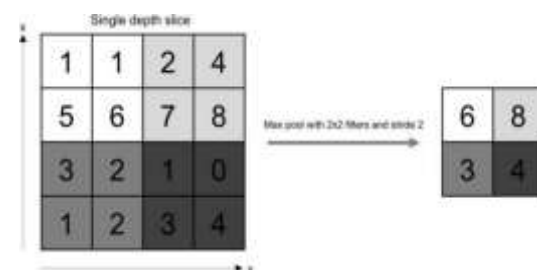 Single depth slice
1 1 2 4
5 6 7 8
3 2 1 0
1 2 3 4
Max pool with 2x2 filters and stride 2
6 8
3 4